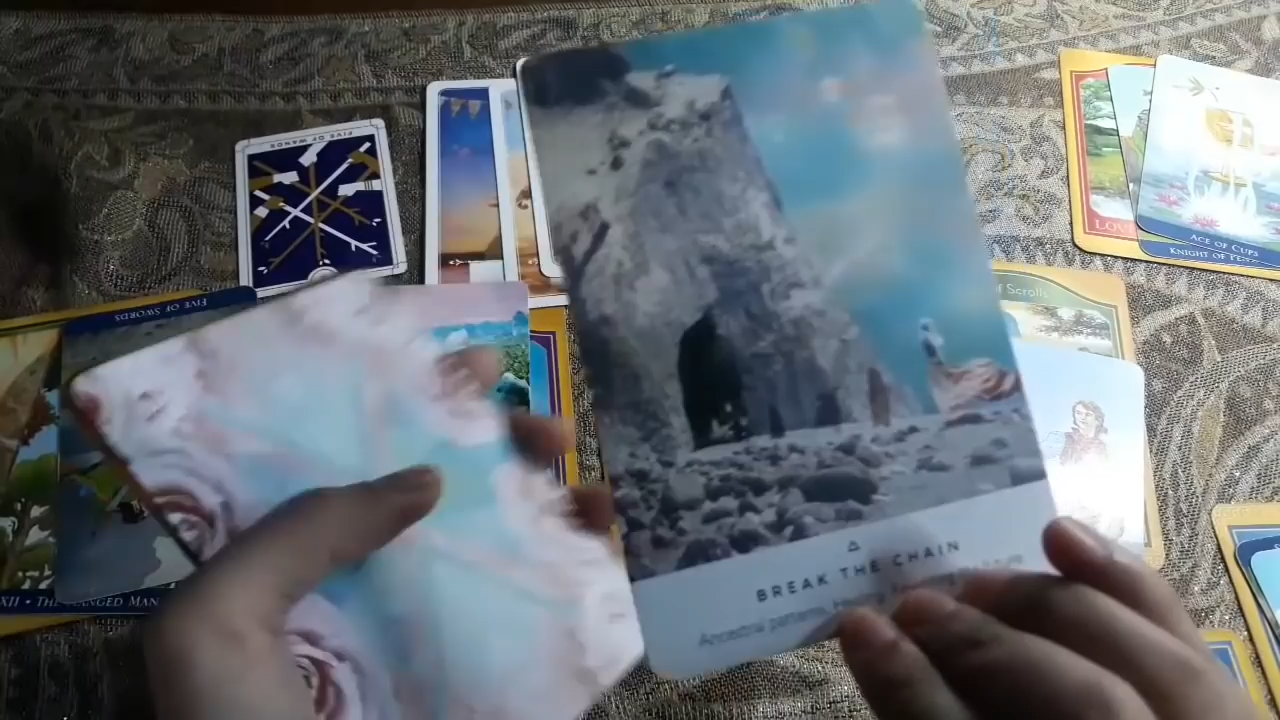 FIVE OF WANDS
FIVE OF SWORDS
ACE OF CUPS
KNIGHT OF
of Scrolls
XII • THE HANGED MAN
BREAK THE CHAIN
Ancestral patterns,